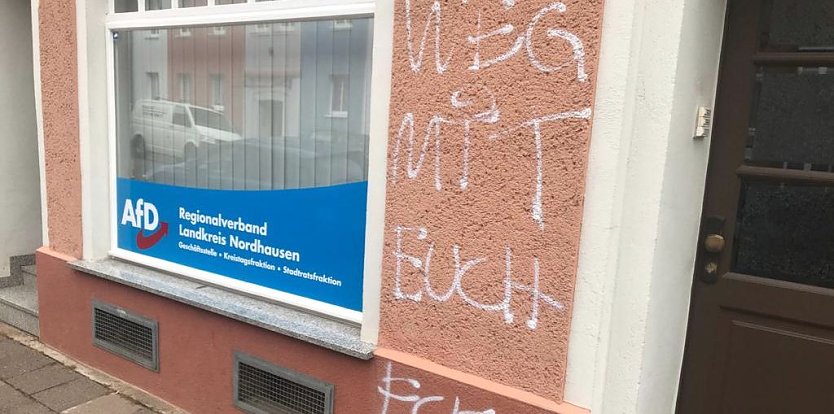 AfD
Regionalverband
Landkreis Nordhausen
Geschäftsstelle • Kreistagsfraktion • Stadtratsfraktion
WEG
MiT
EUCH